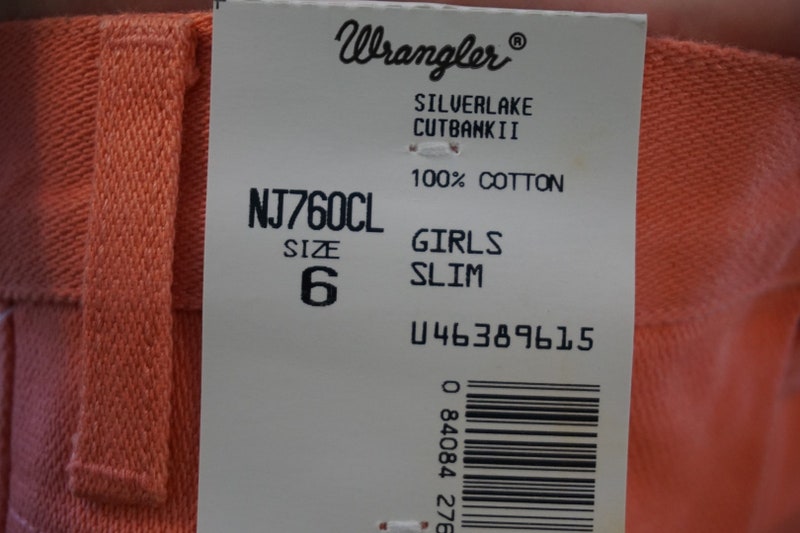 Wrangler®
SILVERLAKE
CUTBANKII
100% COTTON
NJ760CL
SIZE
6
GIRLS
SLIM
U46389615
0 84084 276